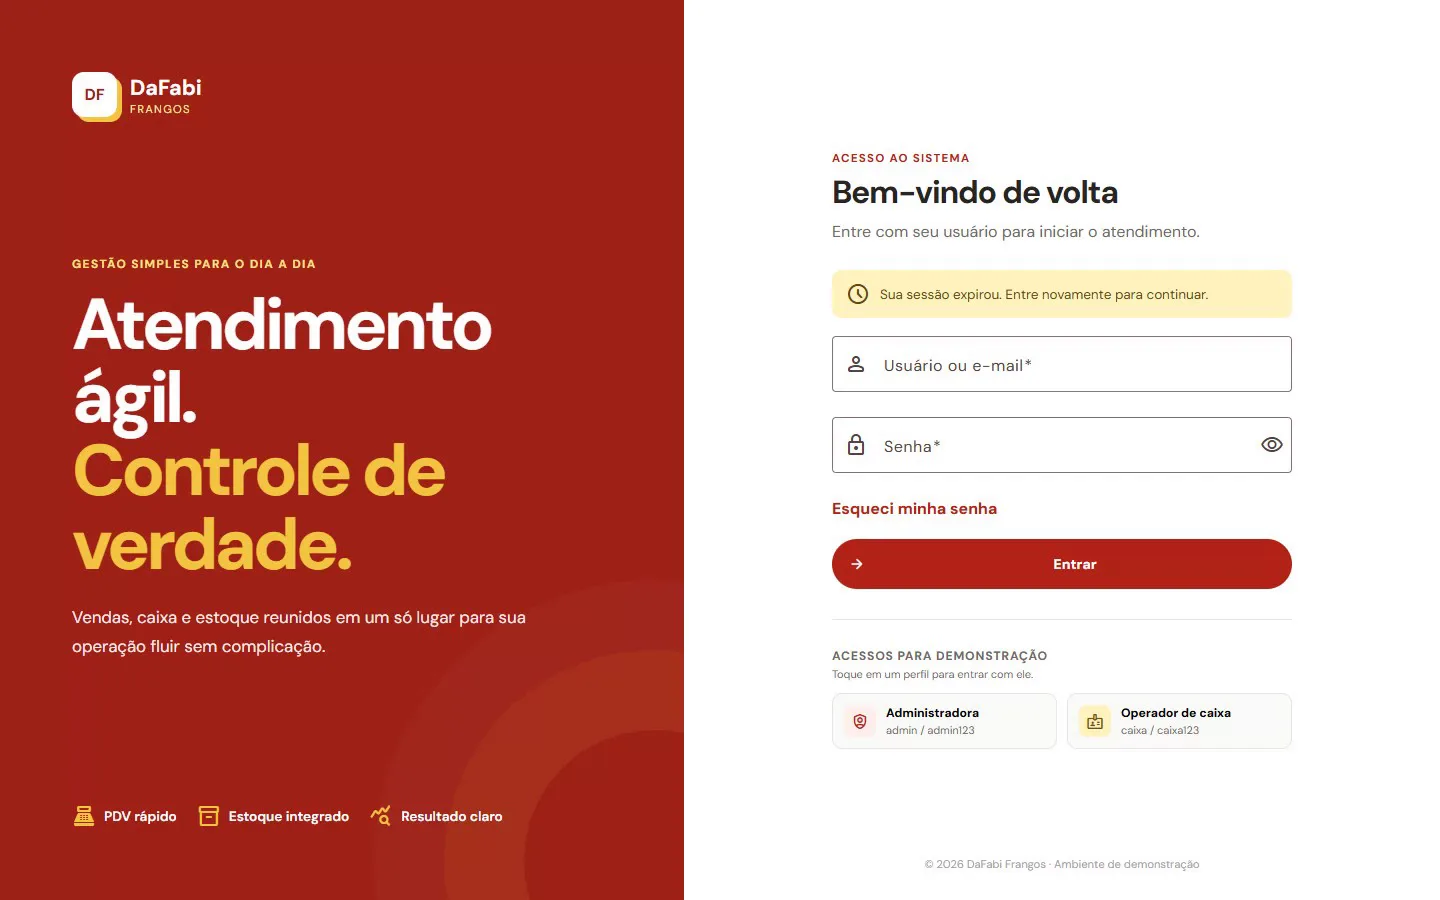 DF
DaFabi
FRANGOS
GESTÃO SIMPLES PARA O DIA A DIA
Atendimento
ágil.
Controle de
verdade.
Vendas, caixa e estoque reunidos em um só lugar para sua
operação fluir sem complicação.
PDV rápido
Estoque integrado
Resultado claro
ACESSO AO SISTEMA
Bem-vindo de volta
Entre com seu usuário para iniciar o atendimento.
Sua sessão expirou. Entre novamente para continuar.
Usuário ou e-mail*
Senha*
Esqueci minha senha
Entrar
ACESSOS PARA DEMONSTRAÇÃO
Toque em um perfil para entrar com ele.
Administradora
admin / admin123
Operador de caixa
caixa / caixa123
© 2026 DaFabi Frangos · Ambiente de demonstração